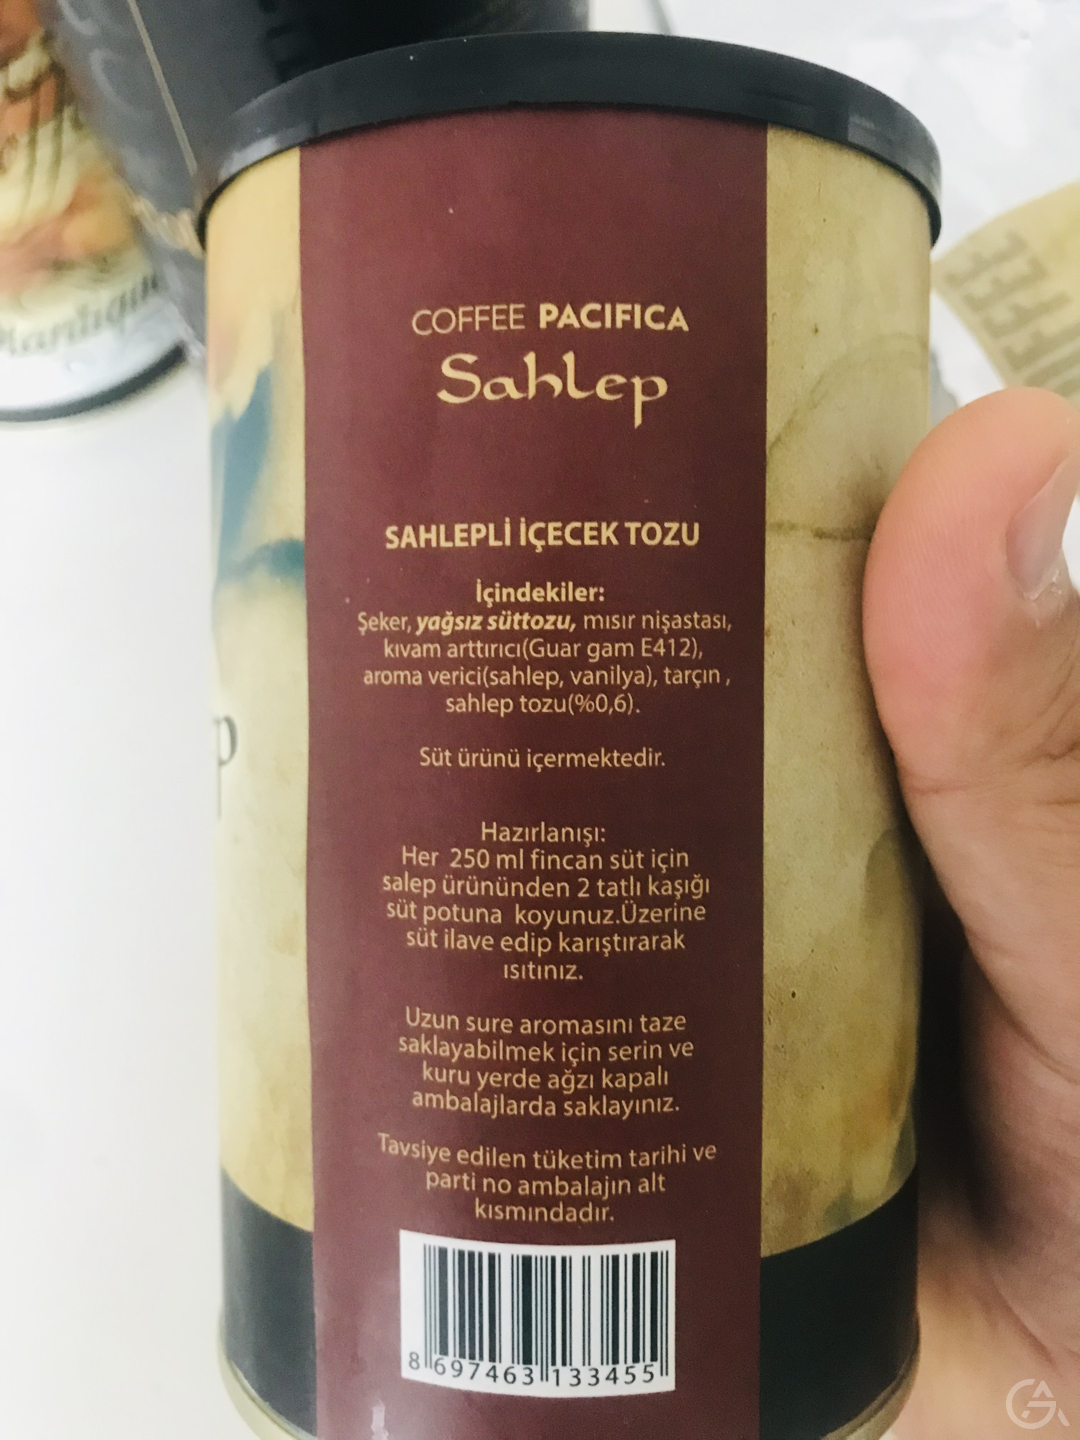 COFFEE PACIFICA
Sahlep
SAHLEPLİ İÇECEK TOZU
İçindekiler:
Şeker, yağsız süttozu, mısır nişastası,
kıvam arttırıcı(Guar gam E412),
aroma verici(sahlep, vanilya), tarçın ,
sahlep tozu(%0,6).
Süt ürünü içermektedir.
Hazırlanışı:
Her 250 ml fincan süt için
salep ürününden 2 tatlı kaşığı
süt potuna koyunuz.Üzerine
süt ilave edip karıştırarak
ısıtınız.
Uzun sure aromasını taze
saklayabilmek için serin ve
kuru yerde ağzı kapalı
ambalajlarda saklayınız.
Tavsiye edilen tüketim tarihi ve
parti no ambalajın alt
kısmındadır.
8 697463 133455